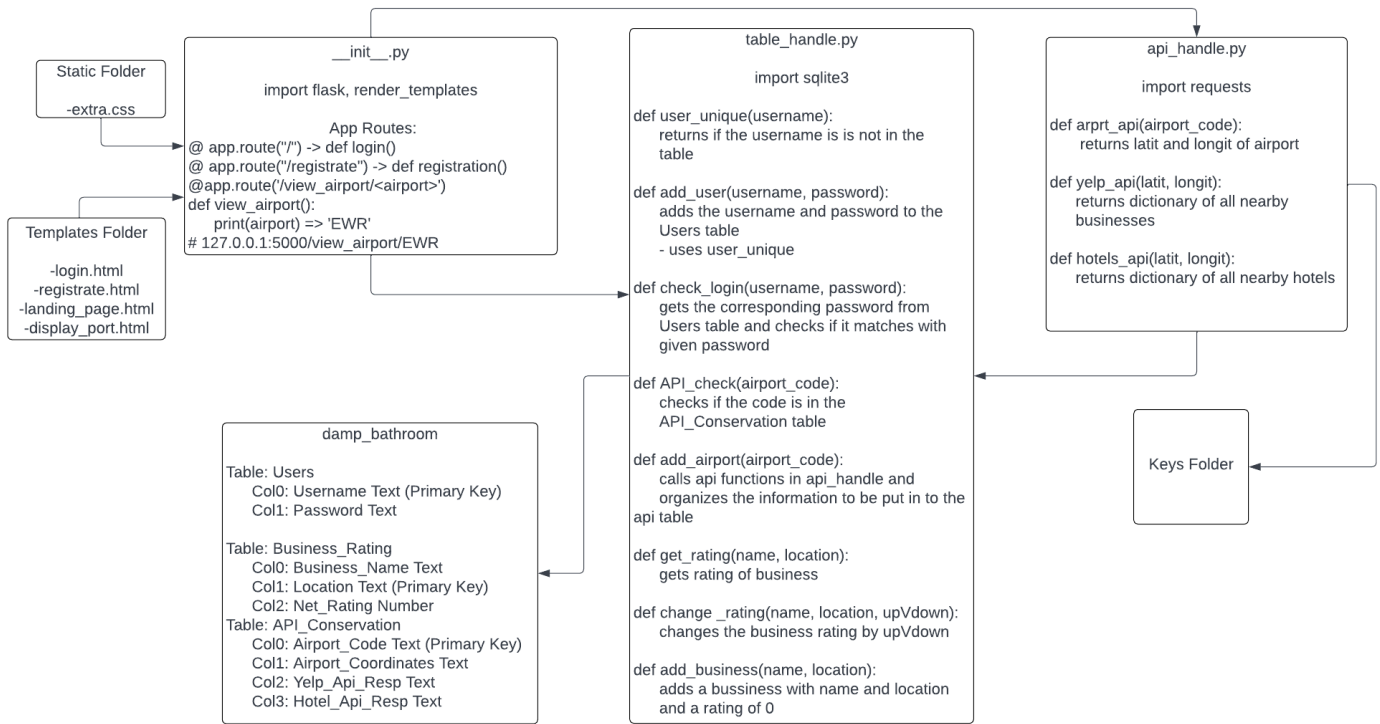 Static Folder
-extra.css
Templates Folder
-login.html
-registrate.html
-landing_page.html
-display_port.html
__init__.py
import flask, render_templates
App Routes:
@ app.route("/") -> def login()
@ app.route("/registrate") -> def registration()
@app.route('/view_airport/<airport>')
def view_airport():
print(airport) => 'EWR'
# 127.0.0.1:5000/view_airport/EWR
damp_bathroom
Table: Users
Col0: Username Text (Primary Key)
Col1: Password Text
Table: Business_Rating
Col0: Business_Name Text
Col1: Location Text (Primary Key)
Col2: Net_Rating Number
Table: API_Conservation
Col0: Airport_Code Text (Primary Key)
Col1: Airport_Coordinates Text
Col2: Yelp_Api_Resp Text
Col3: Hotel_Api_Resp Text
table_handle.py
import sqlite3
def user_unique(username):
returns if the username is is not in the
table
def add_user(username, password):
adds the username and password to the
Users table
- uses user_unique
def check_login(username, password):
gets the corresponding password from
Users table and checks if it matches with
given password
def API_check(airport_code):
checks if the code is in the
API_Conservation table
def add_airport(airport_code):
calls api functions in api_handle and
organizes the information to be put in to the
api table
def get_rating(name, location):
gets rating of business
def change _rating(name, location, upVdown):
changes the business rating by upVdown
def add_business(name, location):
adds a bussiness with name and location
and a rating of 0
api_handle.py
import requests
def arprt_api(airport_code):
returns latit and longit of airport
def yelp_api(latit, longit):
returns dictionary of all nearby
businesses
def hotels_api(latit, longit):
returns dictionary of all nearby hotels
Keys Folder